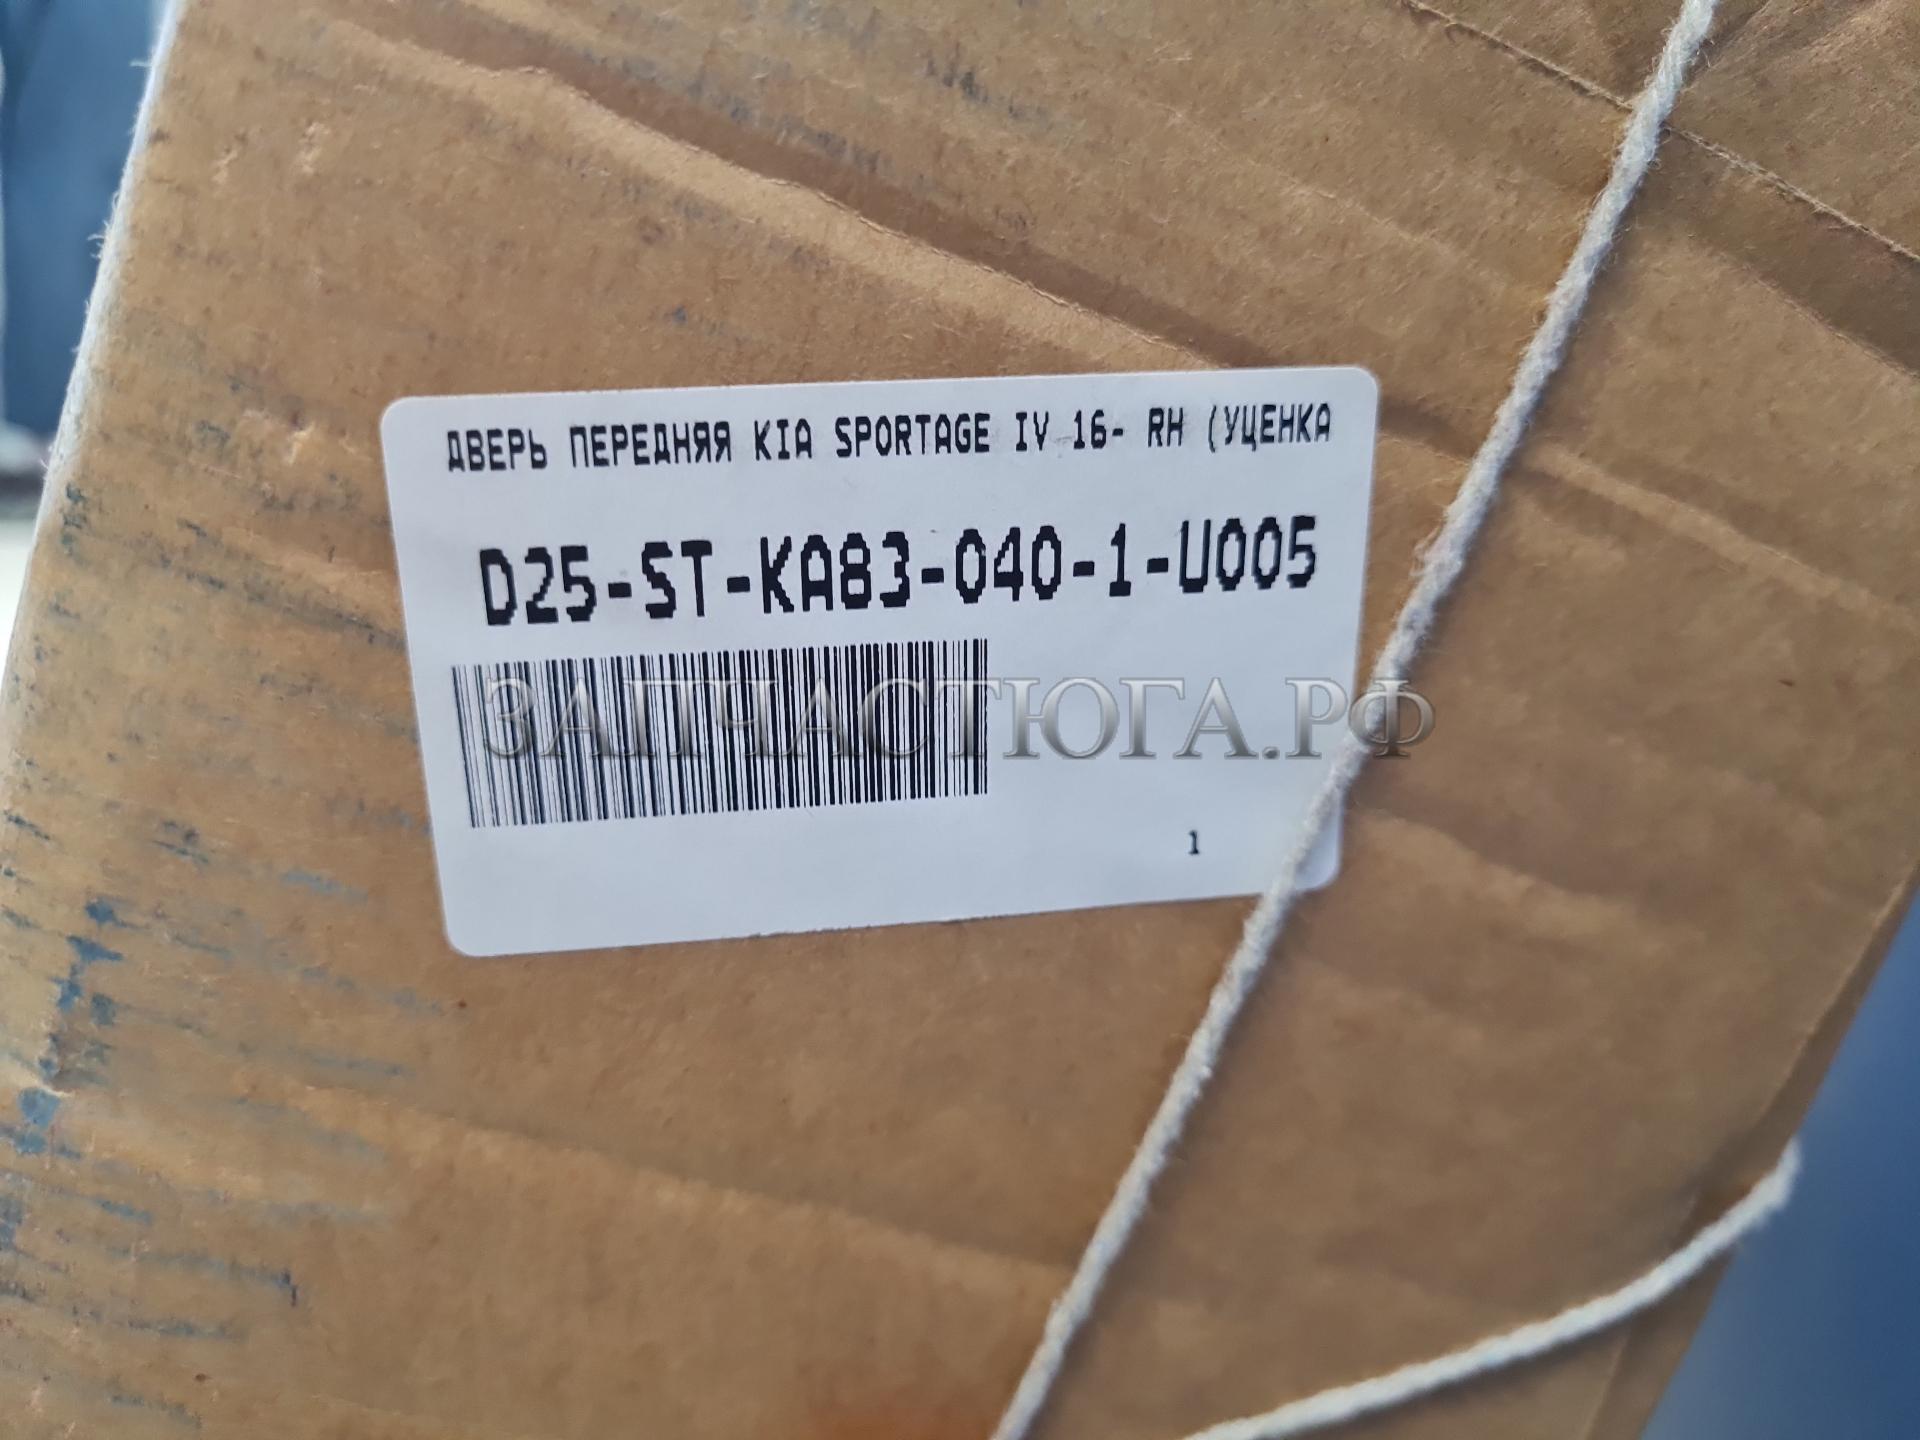 ДВЕРЬ ПЕРЕДНЯЯ KIA SPORTAGE IV 16- RH (УЦЕНКА
D25-ST-KA83-040-1-U005
ЗАПЧАСТЮГА.РФ
1